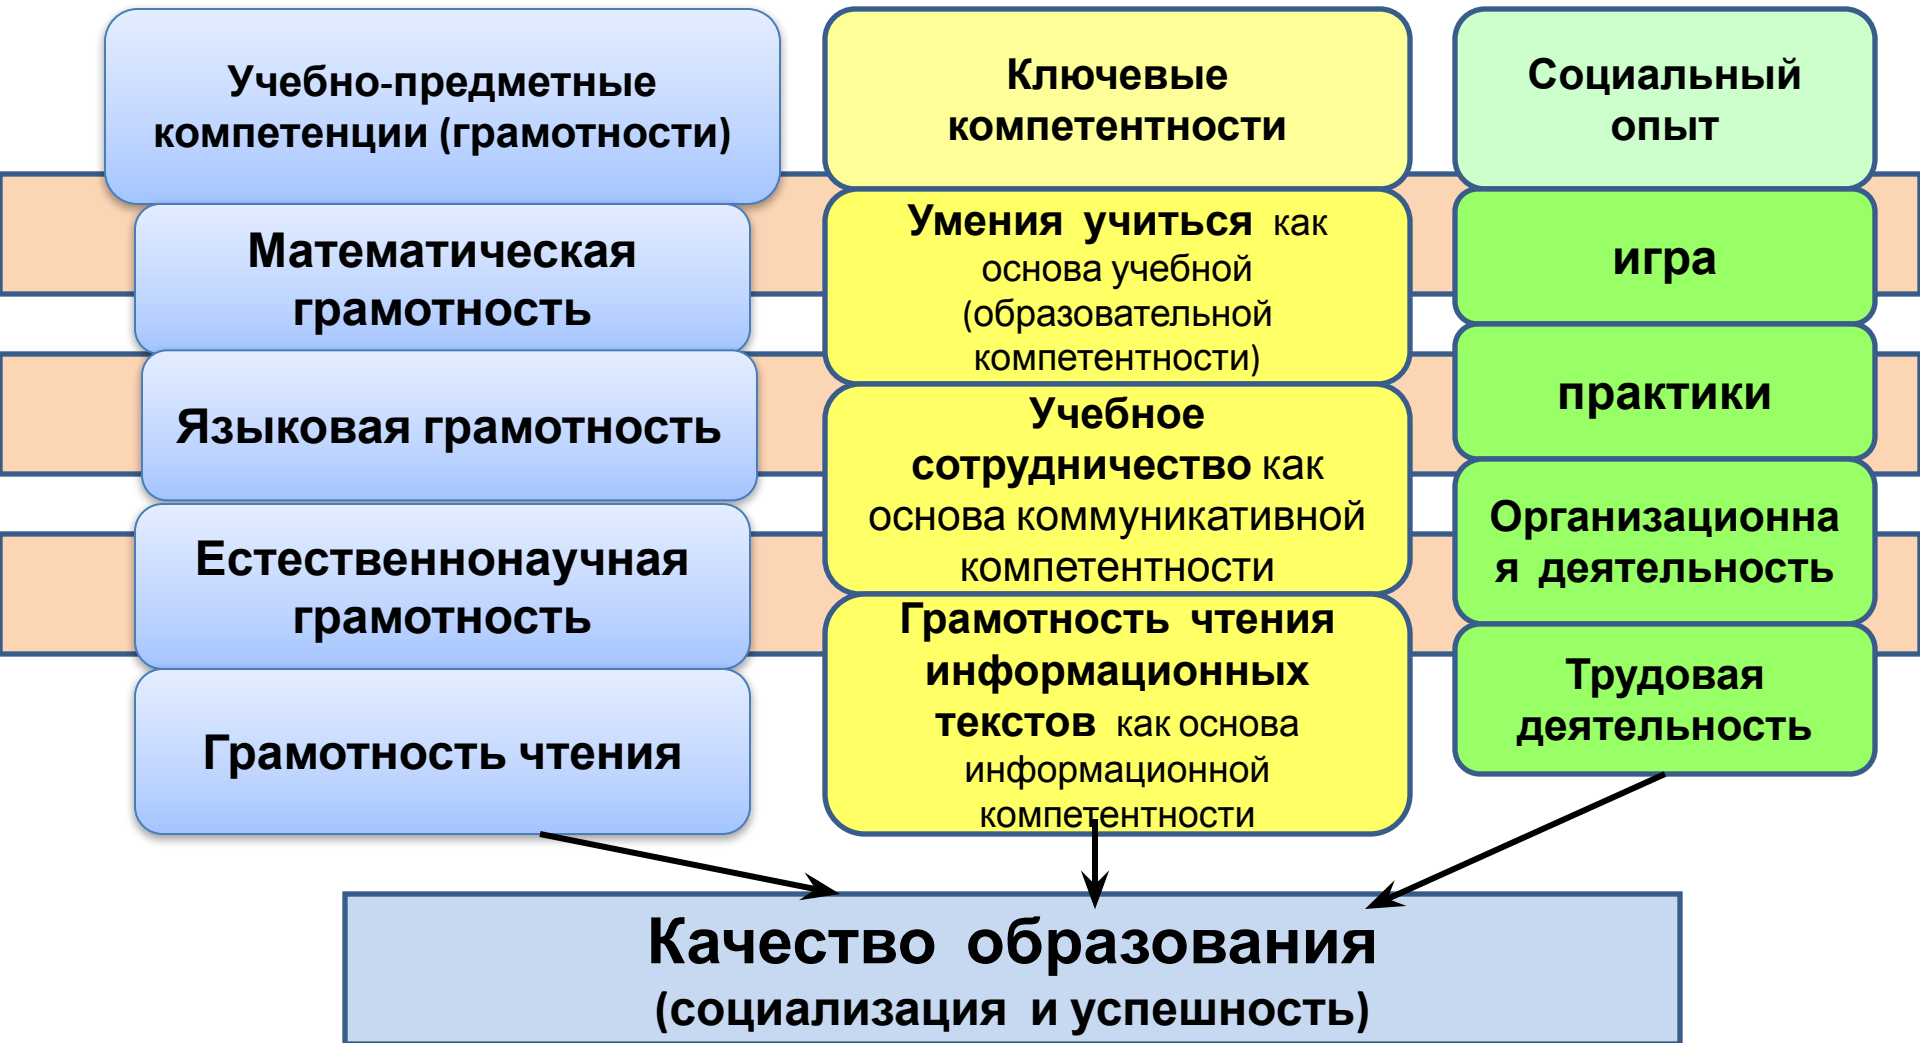 Учебно-предметные
компетенции (грамотности)
Математическая
грамотность
Языковая грамотность
Естественнонаучная
грамотность
Грамотность чтения
Ключевые
компетентности
Умения учиться как
основа учебной
(образовательной
компетентности)
Учебное
сотрудничество как
основа коммуникативной
компетентности
Грамотность чтения
информационных
текстов как основа
информационной
компетентности
Социальный
опыт
игра
практики
Организационна
я деятельность
Трудовая
деятельность
Качество образования
(социализация и успешность)